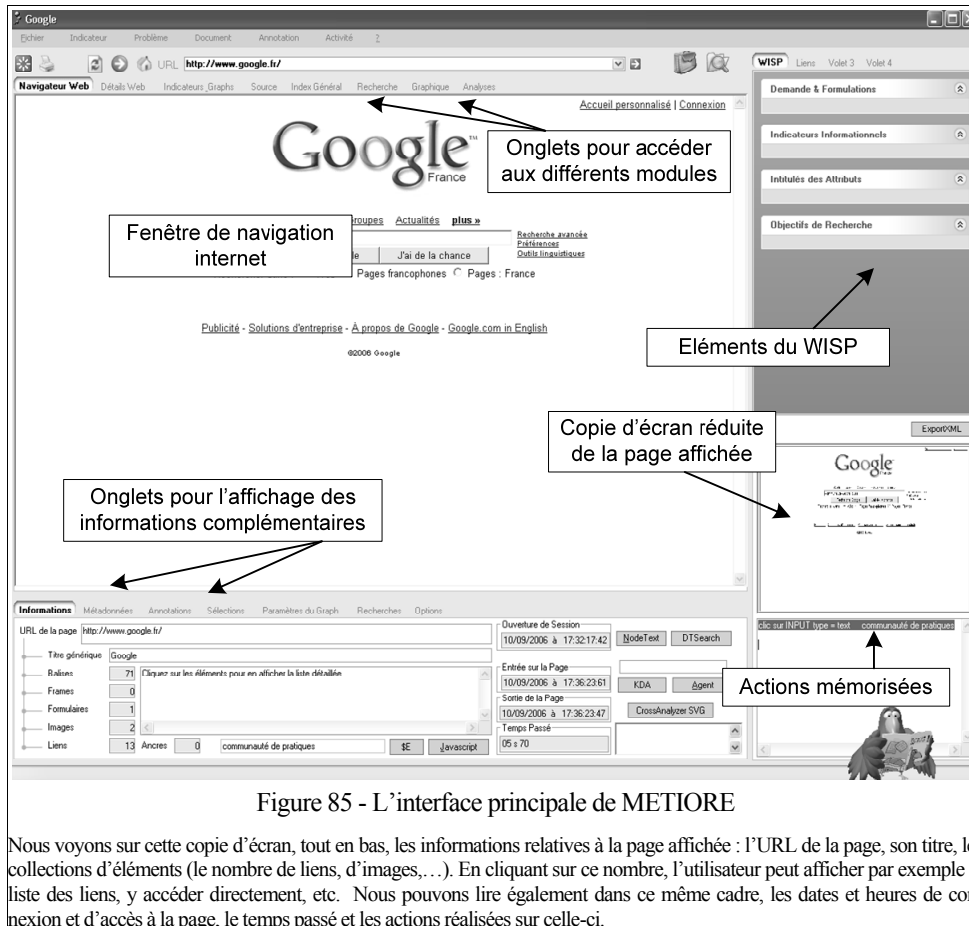 Google
Fichier Indicateur Problème Document Annotation Activité ?
URL http://www.google.fr/
Navigateur Web Détails Web Indicateurs_Graphs Source Index Général Recherche Graphique Analyses
WISP Liens Volet 3 Volet 4
Accueil personnalisé | Connexion
Demande & Formulations
Indicateurs Informationnels
Intitulés des Attributs
Objectifs de Recherche
Google™
France
Onglets pour accéder
aux différents modules
Actualités plus »
Fenêtre de navigation
internet
Recherche avancée
Préférences
Outils linguistiques
J'ai de la chance
Pages francophones Pages : France
Publicité - Solutions d'entreprise - À propos de Google - Google.com in English
©2006 Google
Eléments du WISP
Copie d'écran réduite
de la page affichée
ExportXML
Google
Onglets pour l'affichage des
informations complémentaires
Informations Métadonnées Annotations Sélections Paramètres du Graph Recherches Options
URL de la page http://www.google.fr/
Titre générique Google
Balises 71 Cliquez sur les éléments pour en afficher la liste détaillée
Frames 0
Formulaires 1
Images 2
Liens 13 Ancres 0 communauté de pratiques $E Javascript
Ouverture de Session
10/09/2006 à 17:32:17:42 NodeText DTSearch
Entrée sur la Page
10/09/2006 à 17:36:23:61 KDA Agent
Sortie de la Page
10/09/2006 à 17:36:23:47 CrossAnalyzer SVG
Temps Passé
05 s 70
clic sur INPUT type = text communauté de pratiques
Actions mémorisées
Figure 85 - L'interface principale de METIORE
Nous voyons sur cette copie d'écran, tout en bas, les informations relatives à la page affichée : l'URL de la page, son titre,
collections d'éléments (le nombre de liens, d'images,…). En cliquant sur ce nombre, l'utilisateur peut afficher par exemple
liste des liens, y accéder directement, etc. Nous pouvons lire également dans ce même cadre, les dates et heures de con
nexion et d'accès à la page, le temps passé et les actions réalisées sur celle-ci.